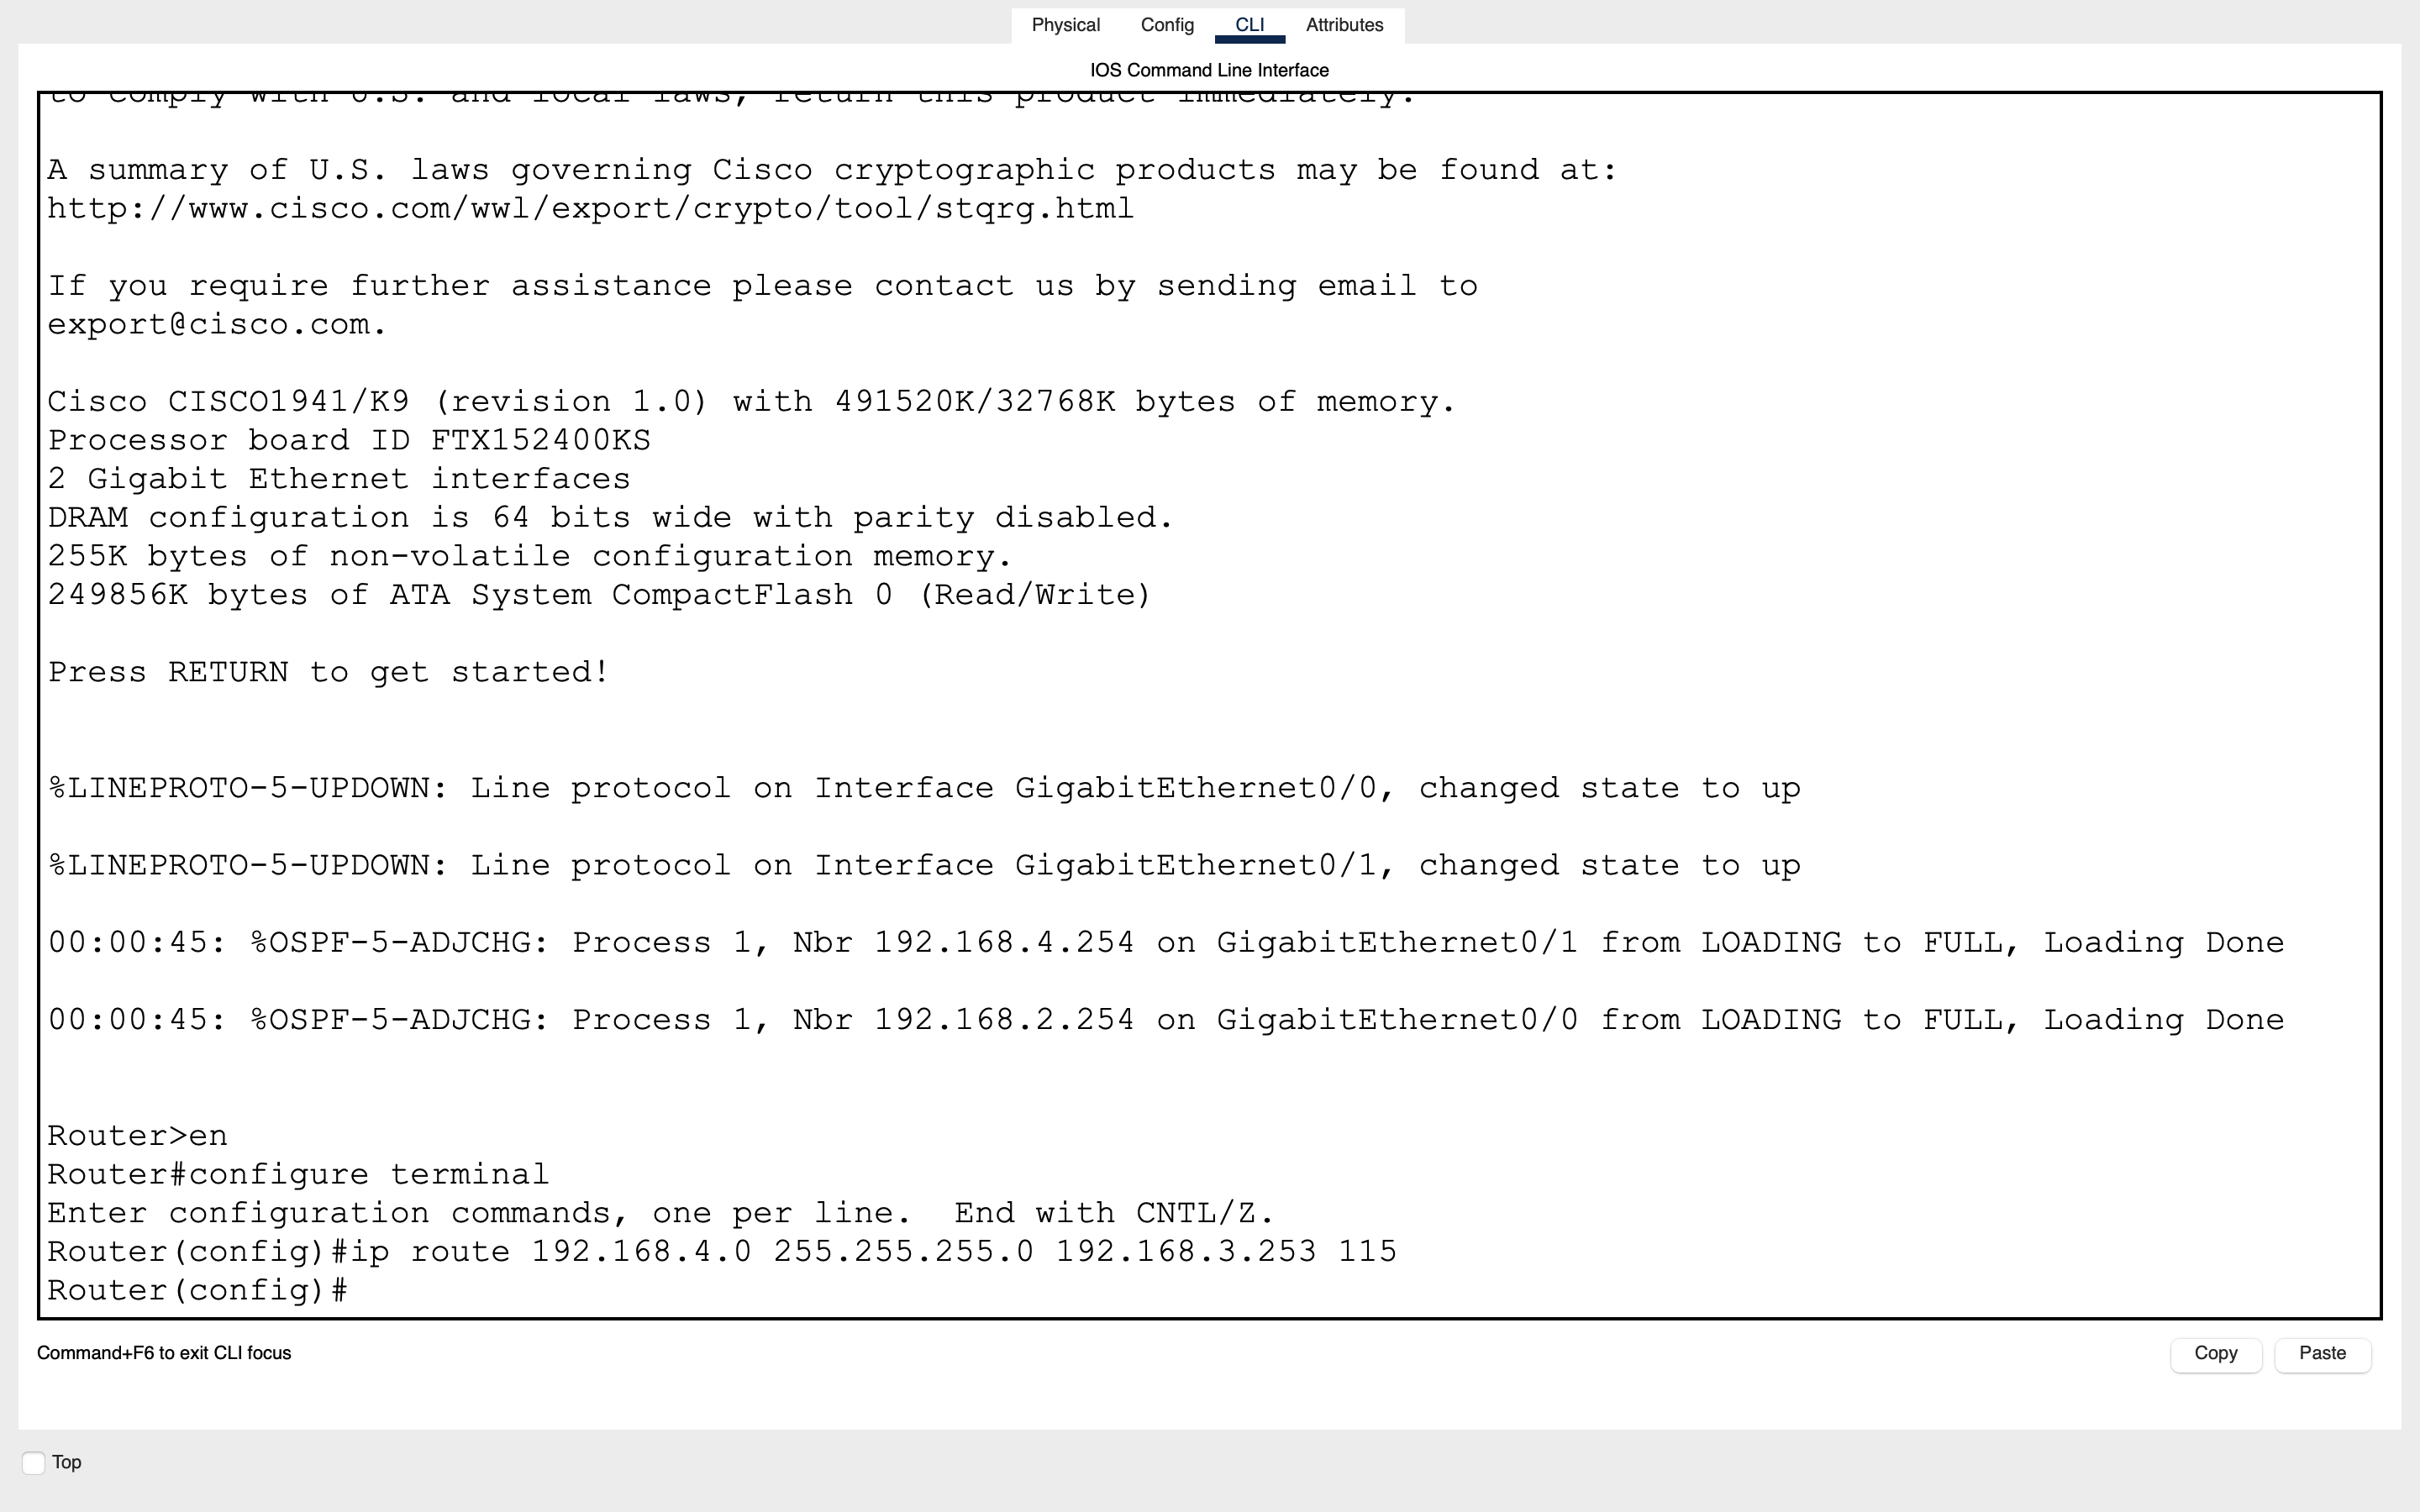 Physical Config CLI Attributes
IOS Command Line Interface
to comply with U.S. and local laws, return this product immediately.
A summary of U.S. laws governing Cisco cryptographic products may be found at:
http://www.cisco.com/wwl/export/crypto/tool/stqrg.html
If you require further assistance please contact us by sending email to
export@cisco.com.
Cisco CISCO1941/K9 (revision 1.0) with 491520K/32768K bytes of memory.
Processor board ID FTX152400KS
2 Gigabit Ethernet interfaces
DRAM configuration is 64 bits wide with parity disabled.
255K bytes of non-volatile configuration memory.
249856K bytes of ATA System CompactFlash 0 (Read/Write)
Press RETURN to get started!
%LINEPROTO-5-UPDOWN: Line protocol on Interface GigabitEthernet0/0, changed state to up
%LINEPROTO-5-UPDOWN: Line protocol on Interface GigabitEthernet0/1, changed state to up
00:00:45: %OSPF-5-ADJCHG: Process 1, Nbr 192.168.4.254 on GigabitEthernet0/1 from LOADING to FULL, Loading Done
00:00:45: %OSPF-5-ADJCHG: Process 1, Nbr 192.168.2.254 on GigabitEthernet0/0 from LOADING to FULL, Loading Done
Router>en
Router#configure terminal
Enter configuration commands, one per line.  End with CNTL/Z.
Router(config)#ip route 192.168.4.0 255.255.255.0 192.168.3.253 115
Router(config)#
Command+F6 to exit CLI focus
Copy Paste
Top